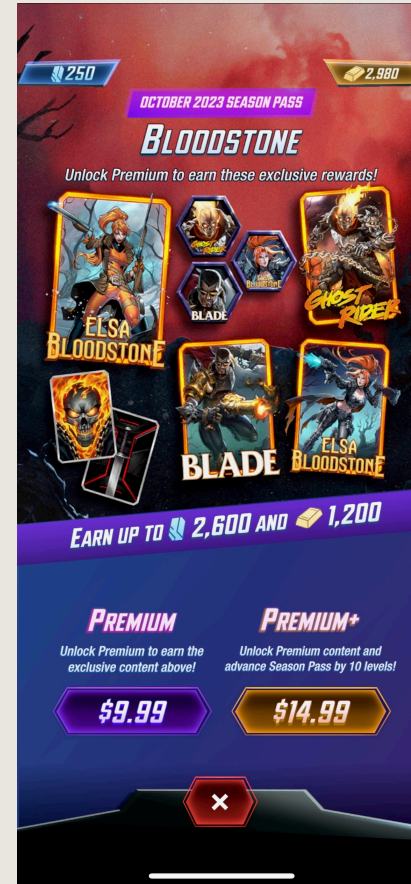 250
2,980
OCTOBER 2023 SEASON PASS
BLOODSTONE
Unlock Premium to earn these exclusive rewards!
ELSA
BLOODSTONE
GHOST
RIDER
ELSA
BLOODSTONE
BLADE
GHOST
RIDER
BLADE
ELSA
BLOODSTONE
EARN UP TO 2,600 AND 1,200
PREMIUM
Unlock Premium to earn the
exclusive content above!
$9.99
PREMIUM+
Unlock Premium content and
advance Season Pass by 10 levels!
$14.99